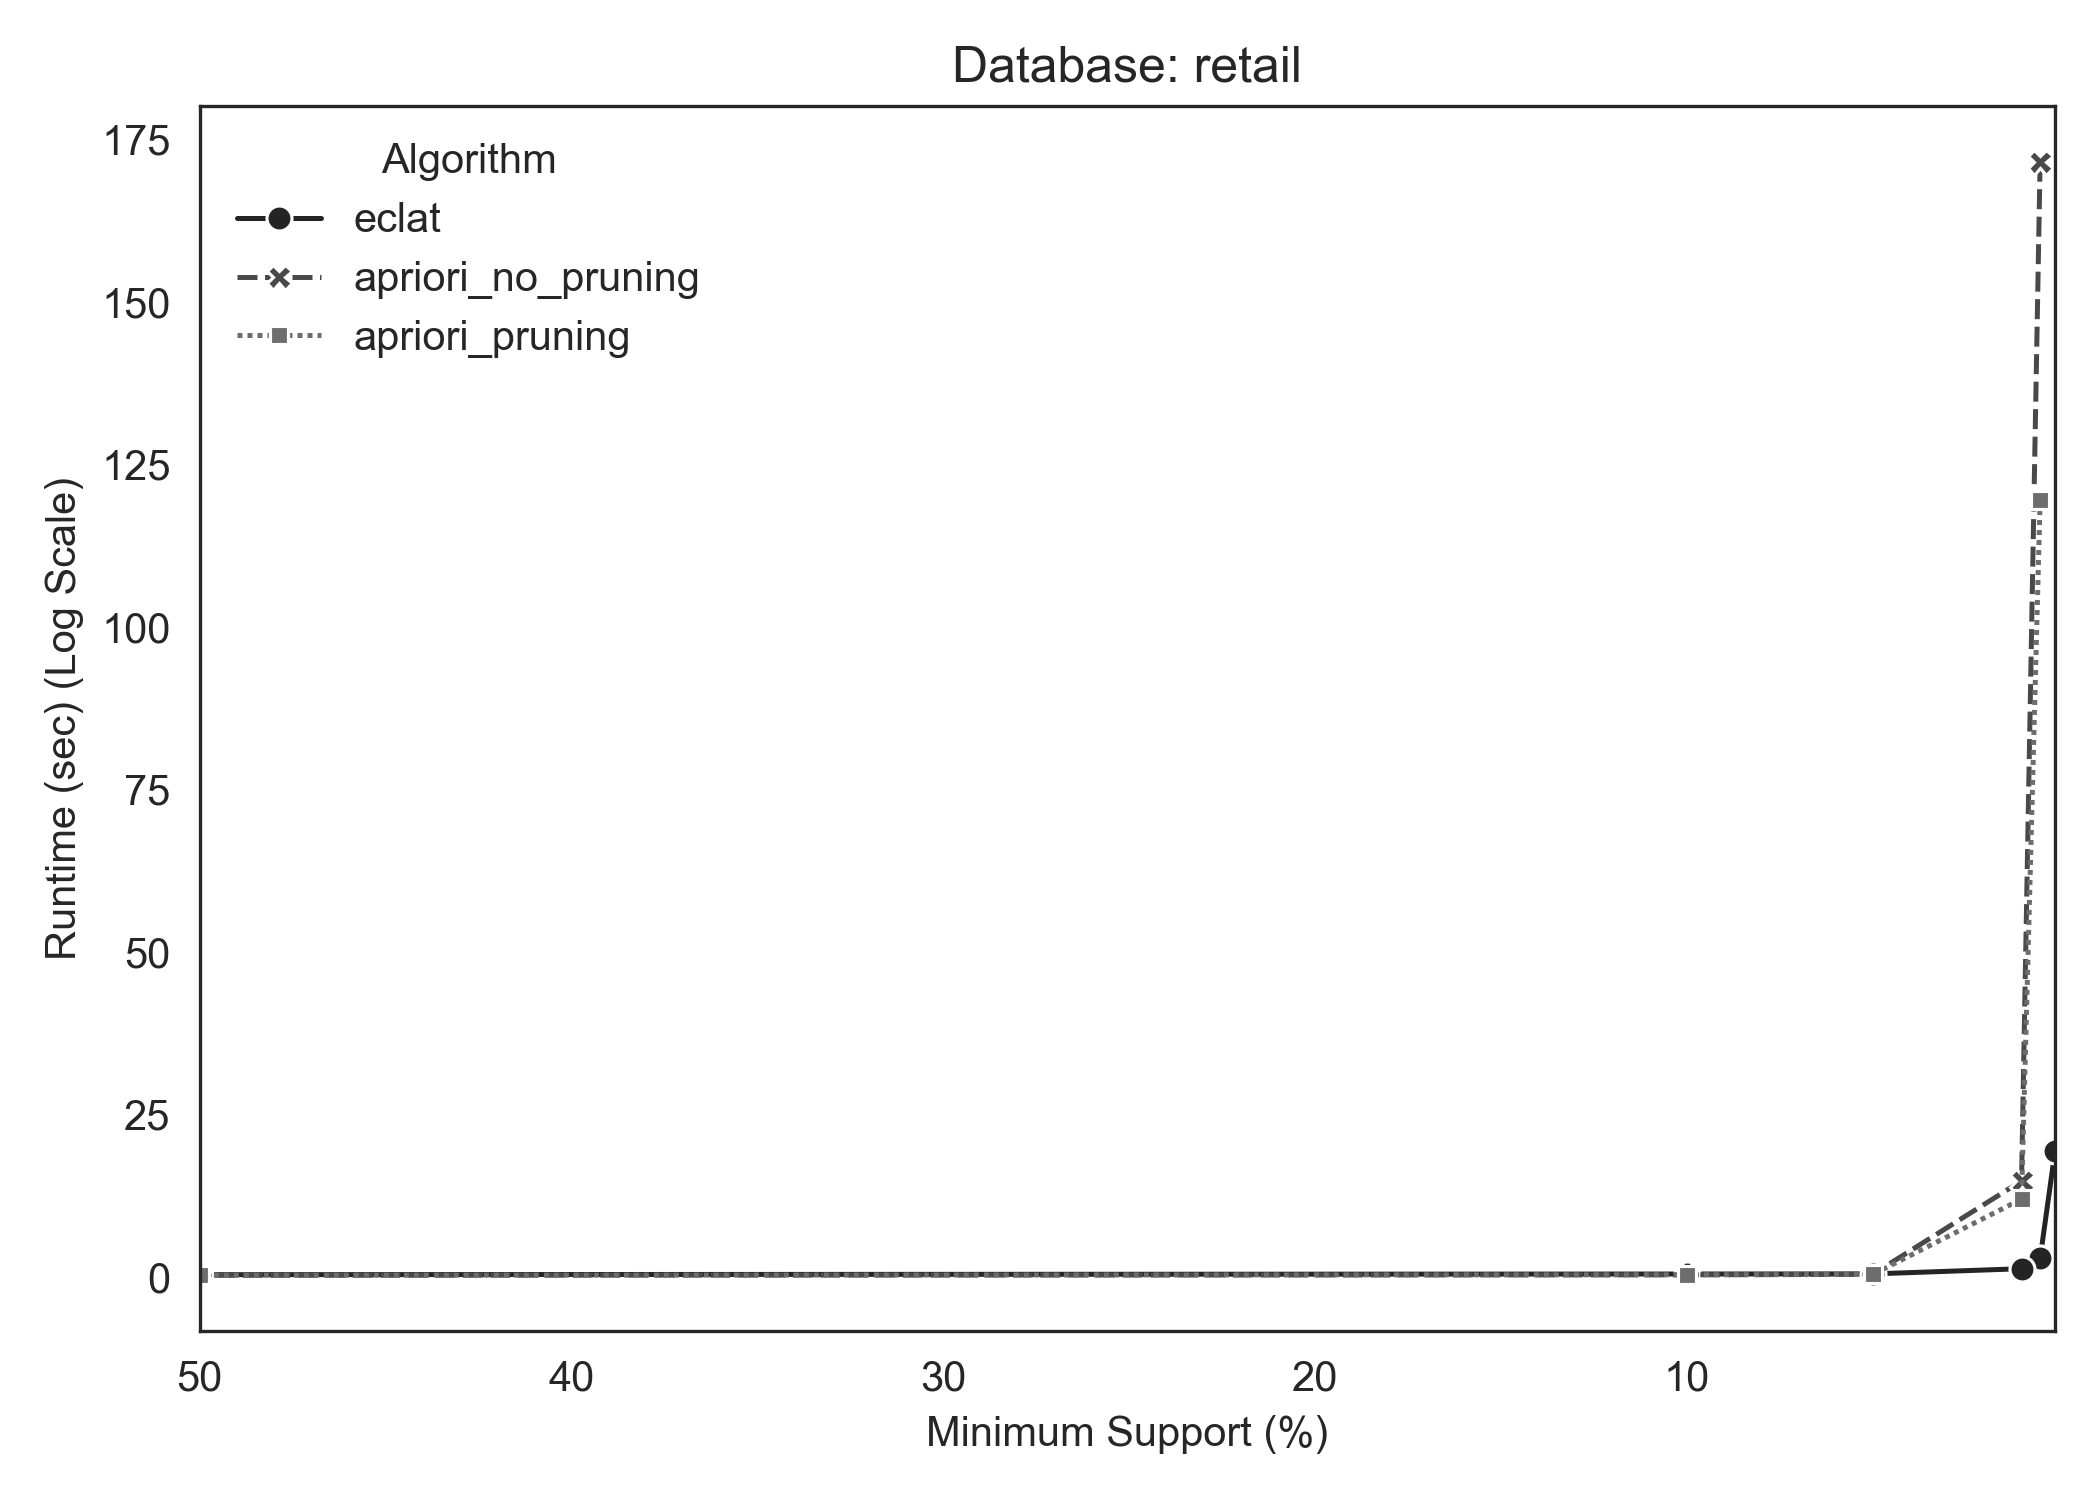 Database: retail
175
150
125
100
75
50
25
0
Runtime (sec) (Log Scale)
Algorithm
eclat
apriori_no_pruning
apriori_pruning
50 40 30 20 10
Minimum Support (%)